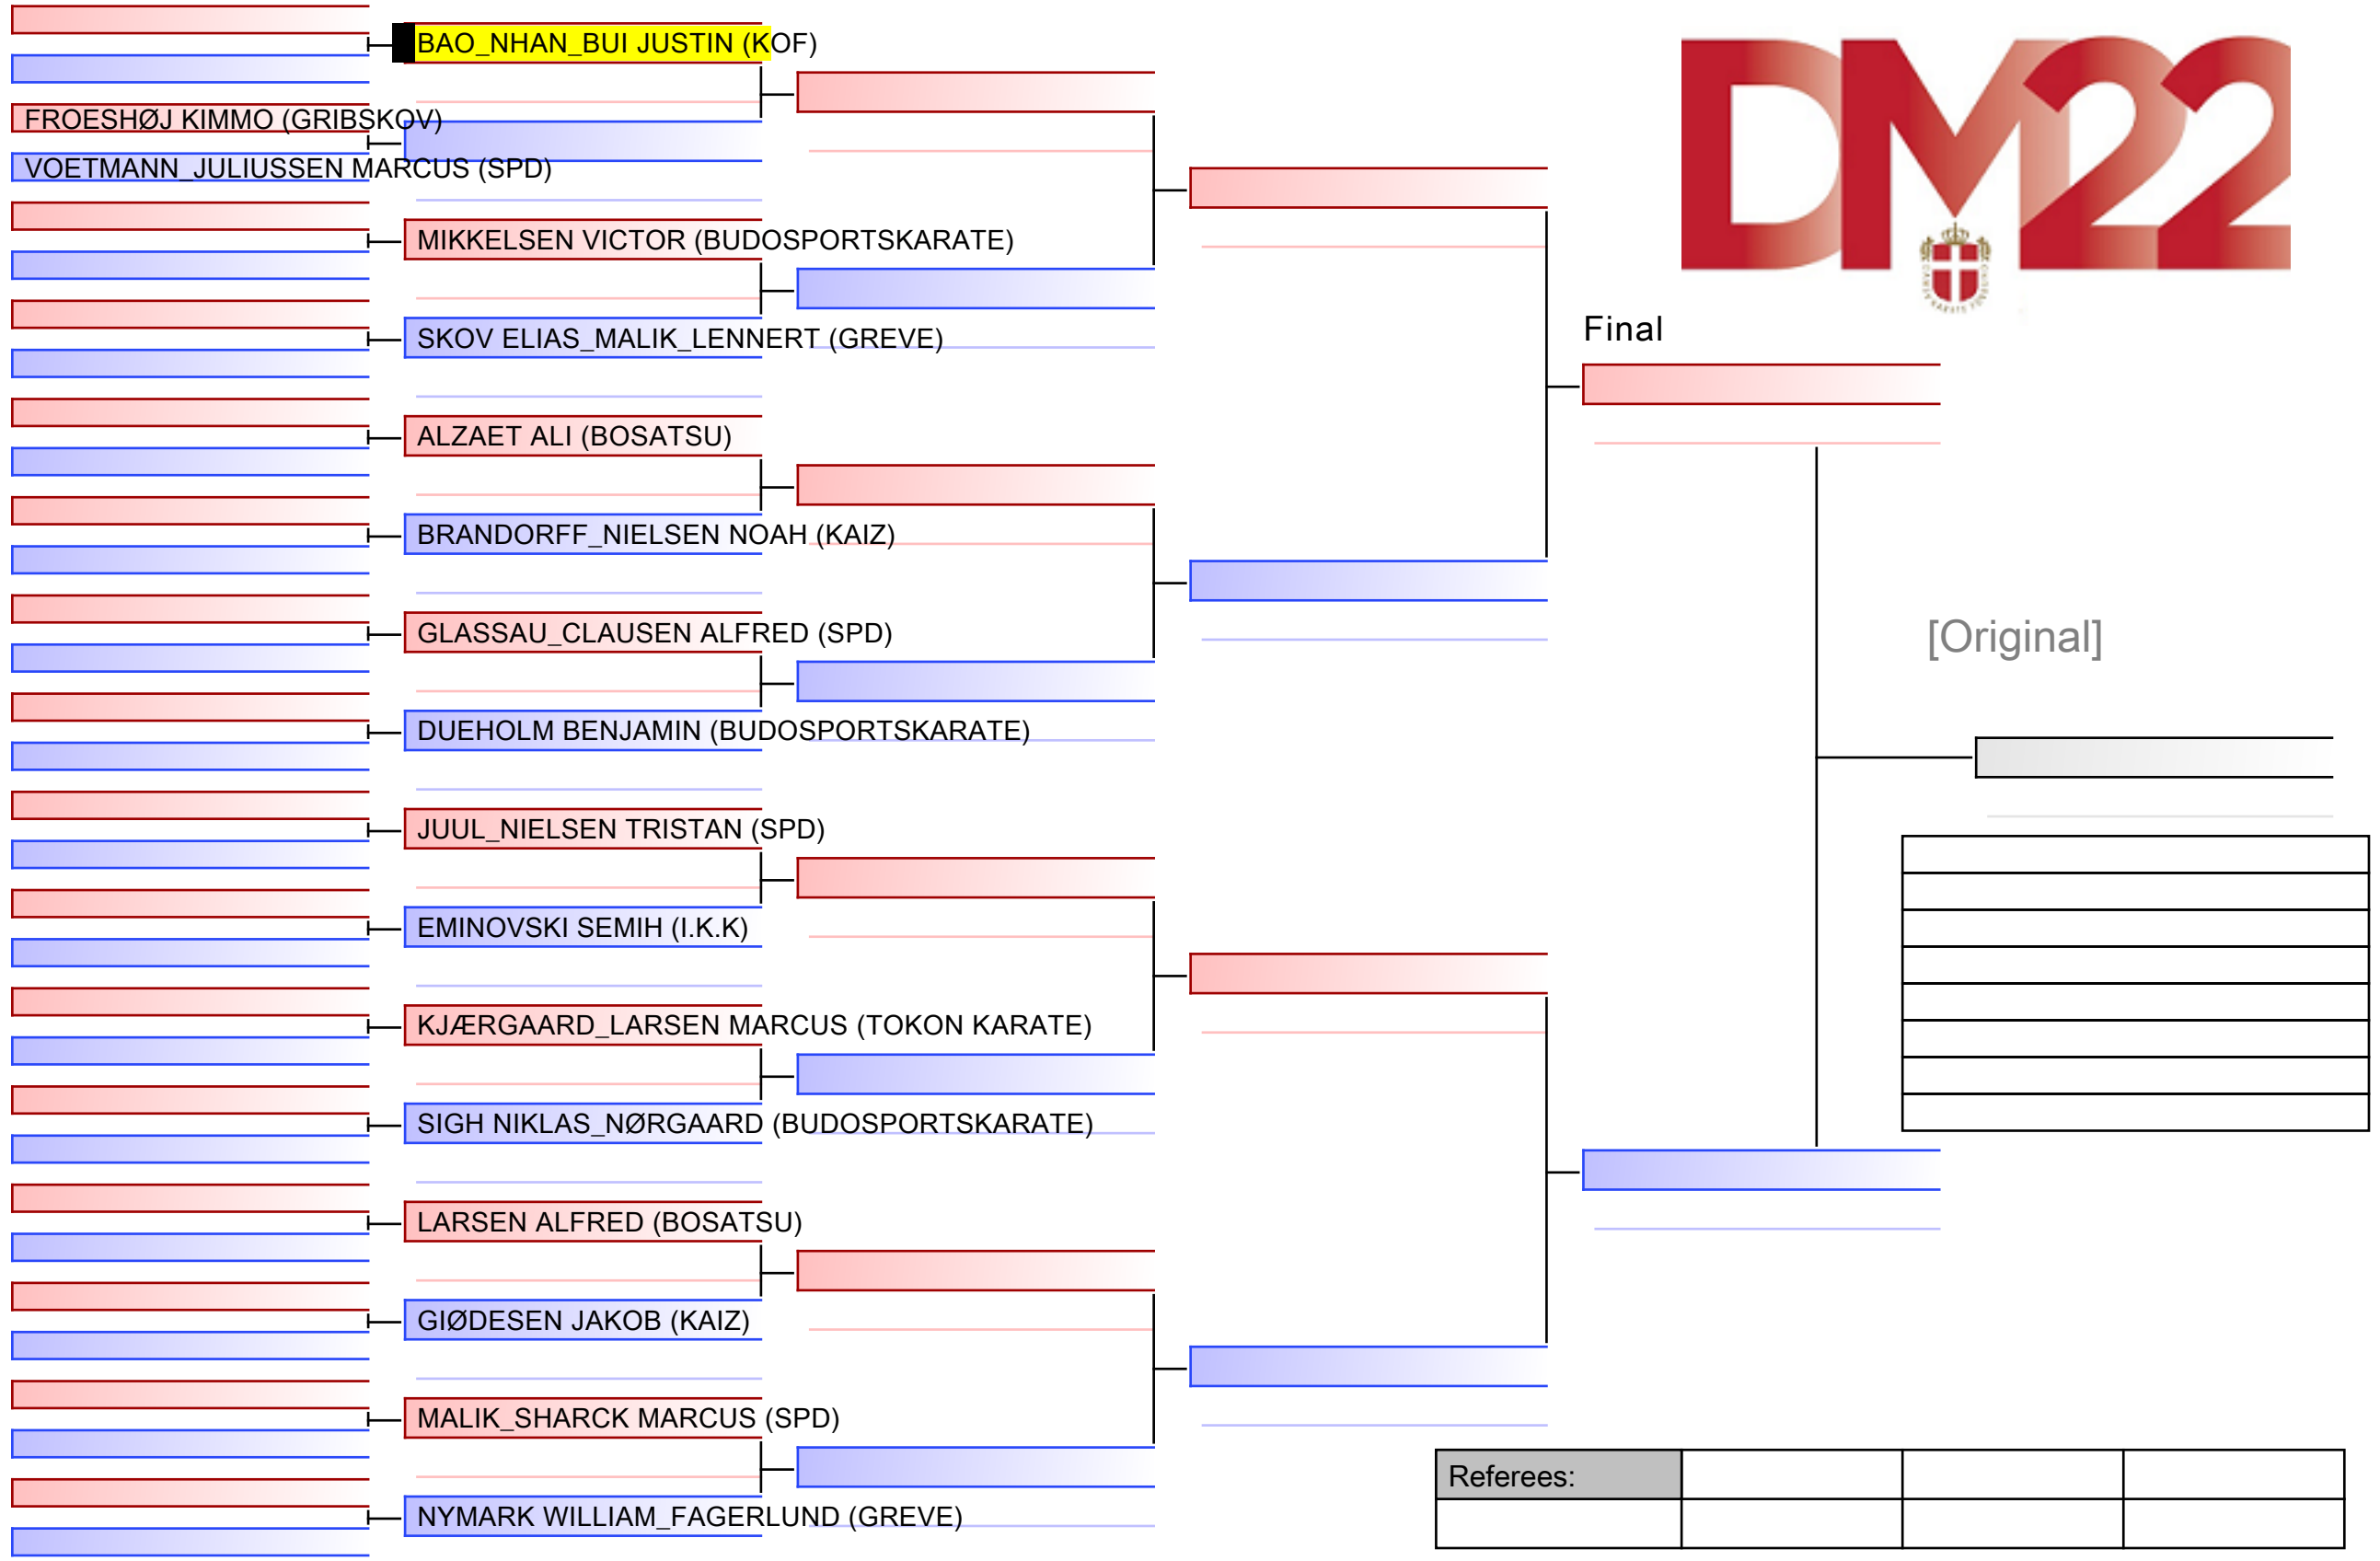 BAO_NHAN_BUI JUSTIN (KOF)
FROESHØJ KIMMO (GRIBSKOV)
VOETMANN_JULIUSSEN MARCUS (SPD)
MIKKELSEN VICTOR (BUDOSPORTSKARATE)
SKOV ELIAS_MALIK_LENNERT (GREVE)
ALZAET ALI (BOSATSU)
BRANDORFF_NIELSEN NOAH (KAIZ)
GLASSAU_CLAUSEN ALFRED (SPD)
DUEHOLM BENJAMIN (BUDOSPORTSKARATE)
JUUL_NIELSEN TRISTAN (SPD)
EMINOVSKI SEMIH (I.K.K)
KJÆRGAARD_LARSEN MARCUS (TOKON KARATE)
SIGH NIKLAS_NØRGAARD (BUDOSPORTSKARATE)
LARSEN ALFRED (BOSATSU)
GIØDESEN JAKOB (KAIZ)
MALIK_SHARCK MARCUS (SPD)
NYMARK WILLIAM_FAGERLUND (GREVE)
DM22
Final
[Original]
Referees: